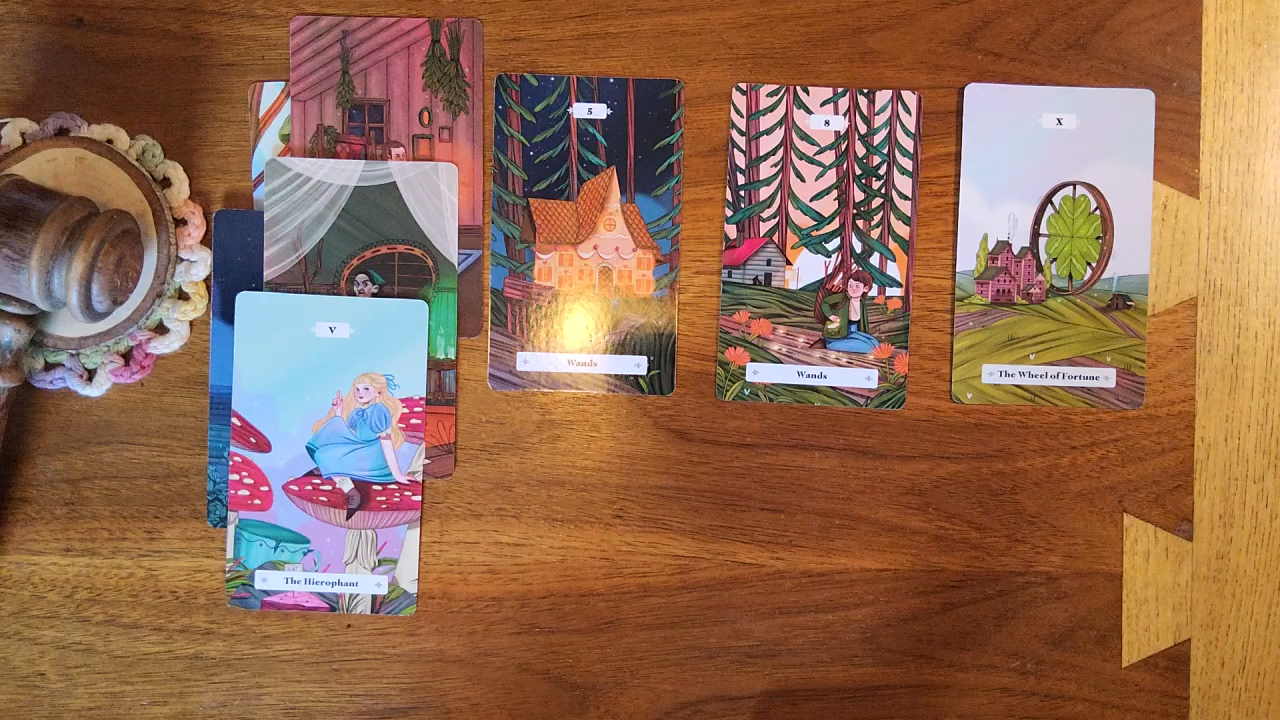 5
Wands
8
Wands
X
The Wheel of Fortune
V
The Hierophant